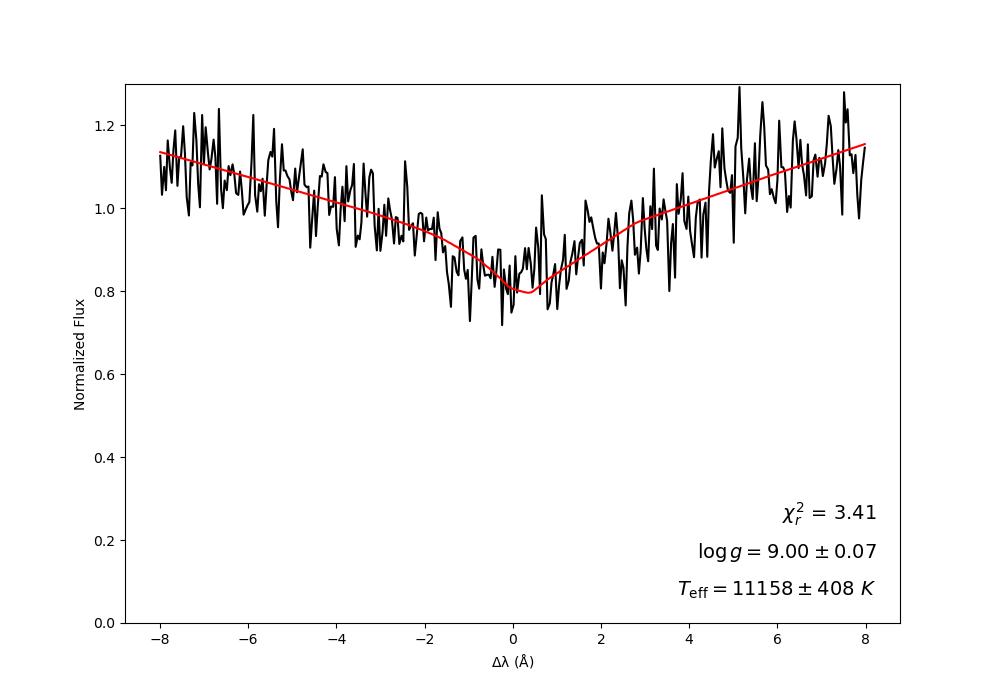 1.2
1.0
0.8
0.6
0.4
0.2
0.0
Normalized Flux
χ²ᵣ = 3.41
log g = 9.00 ± 0.07
T_eff = 11158 ± 408 K
−8 −6 −4 −2 0 2 4 6 8
Δλ (Å)